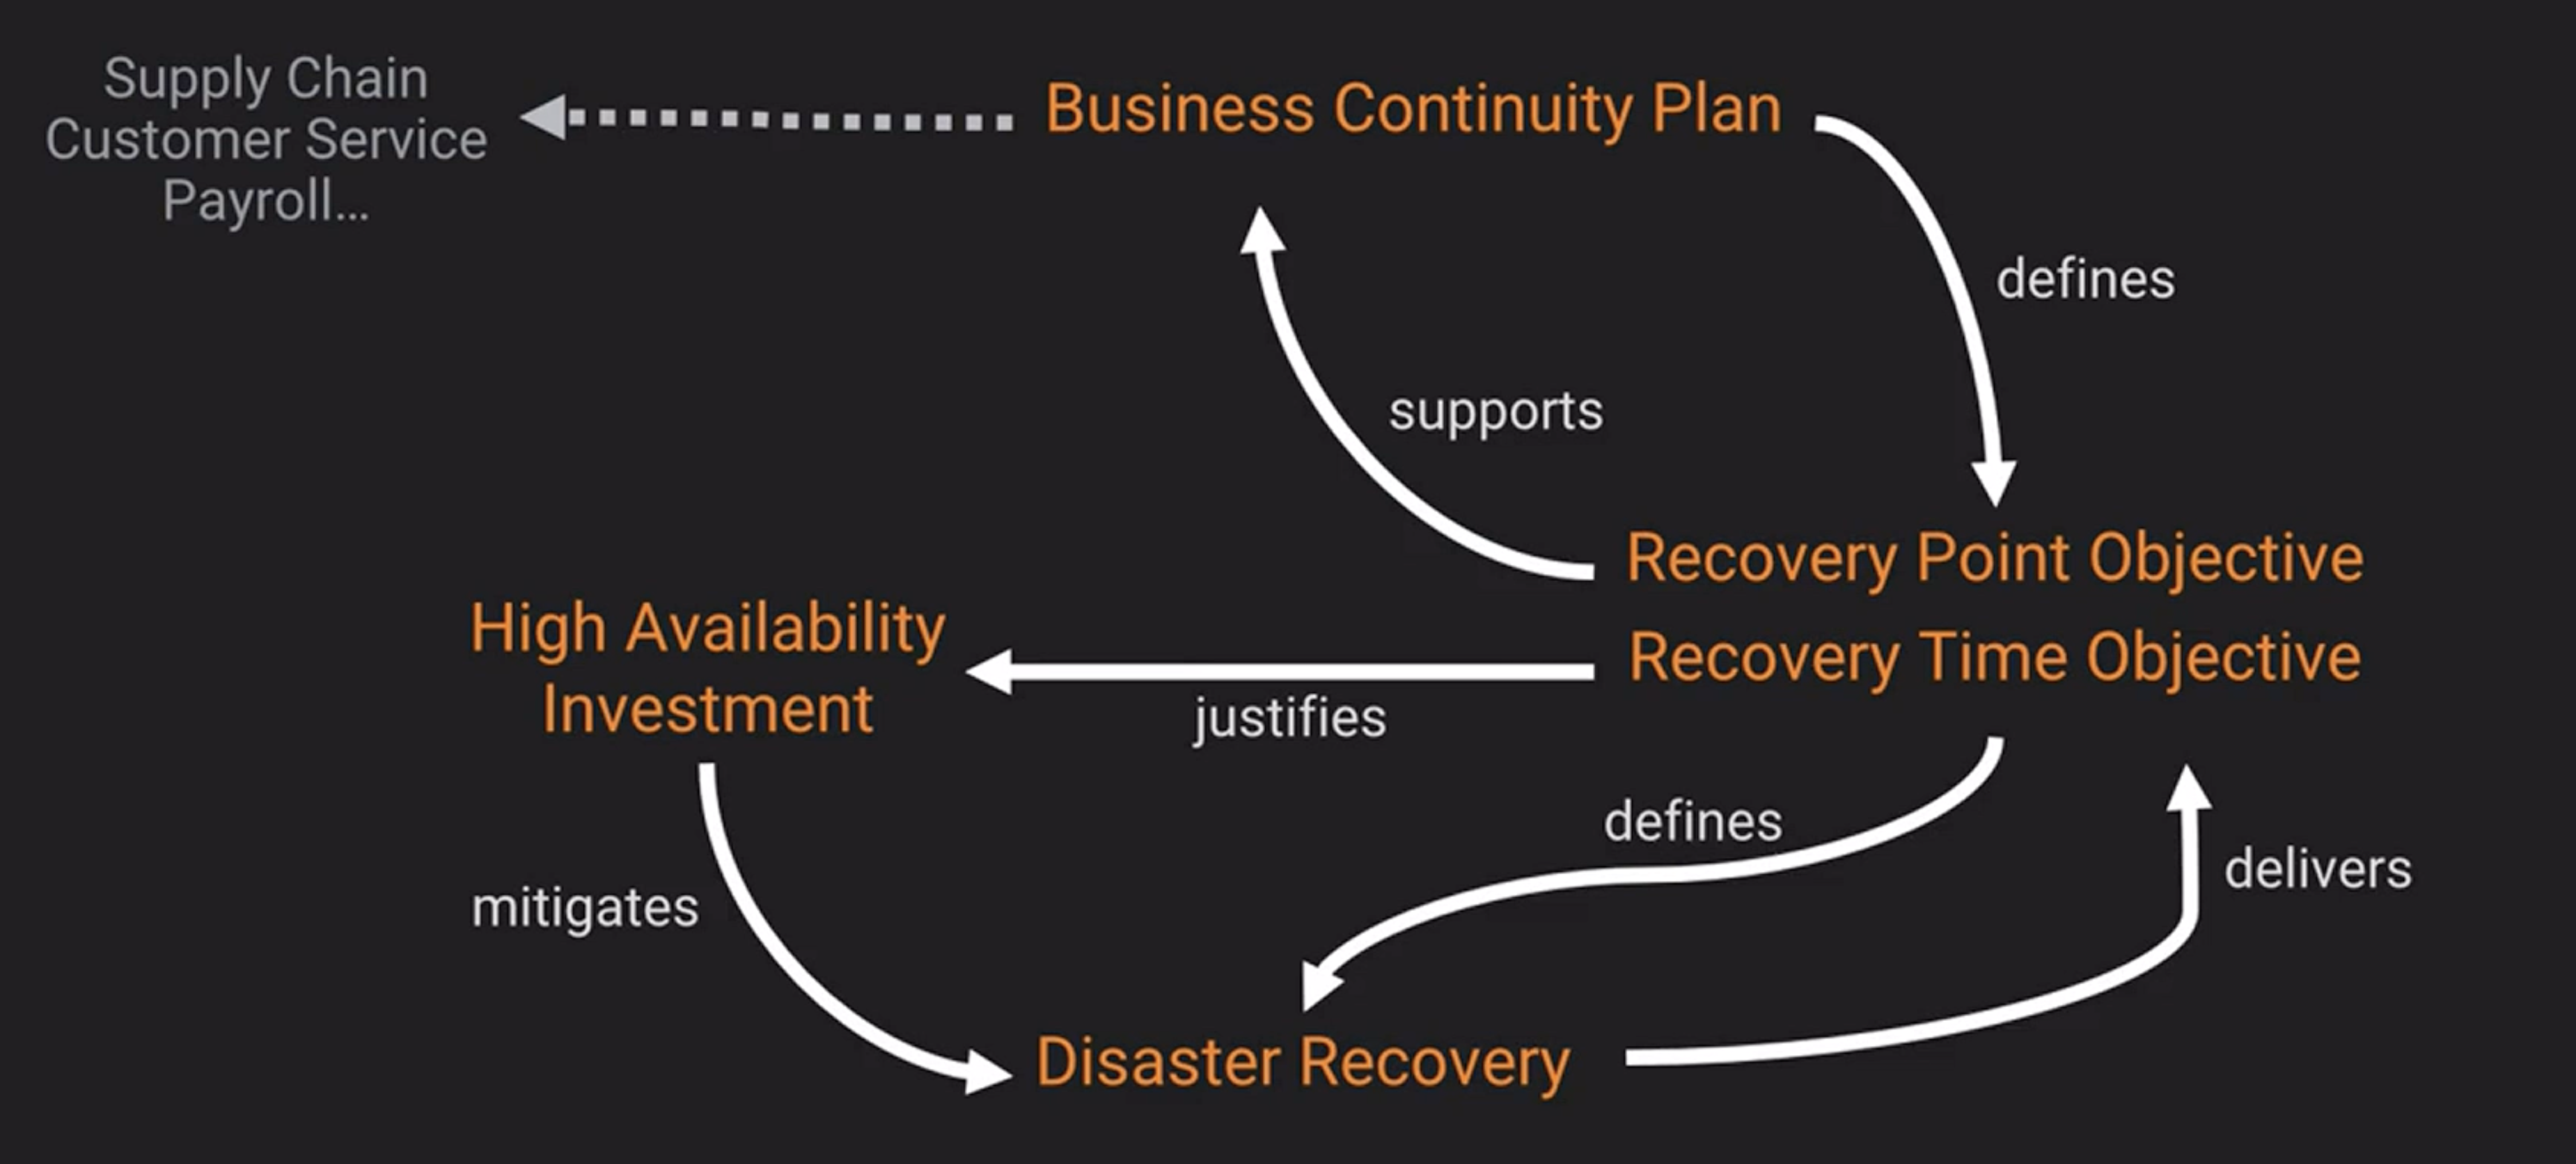 Supply Chain
Customer Service
Payroll...
Business Continuity Plan
defines
supports
Recovery Point Objective
Recovery Time Objective
High Availability
Investment
justifies
defines
delivers
mitigates
Disaster Recovery